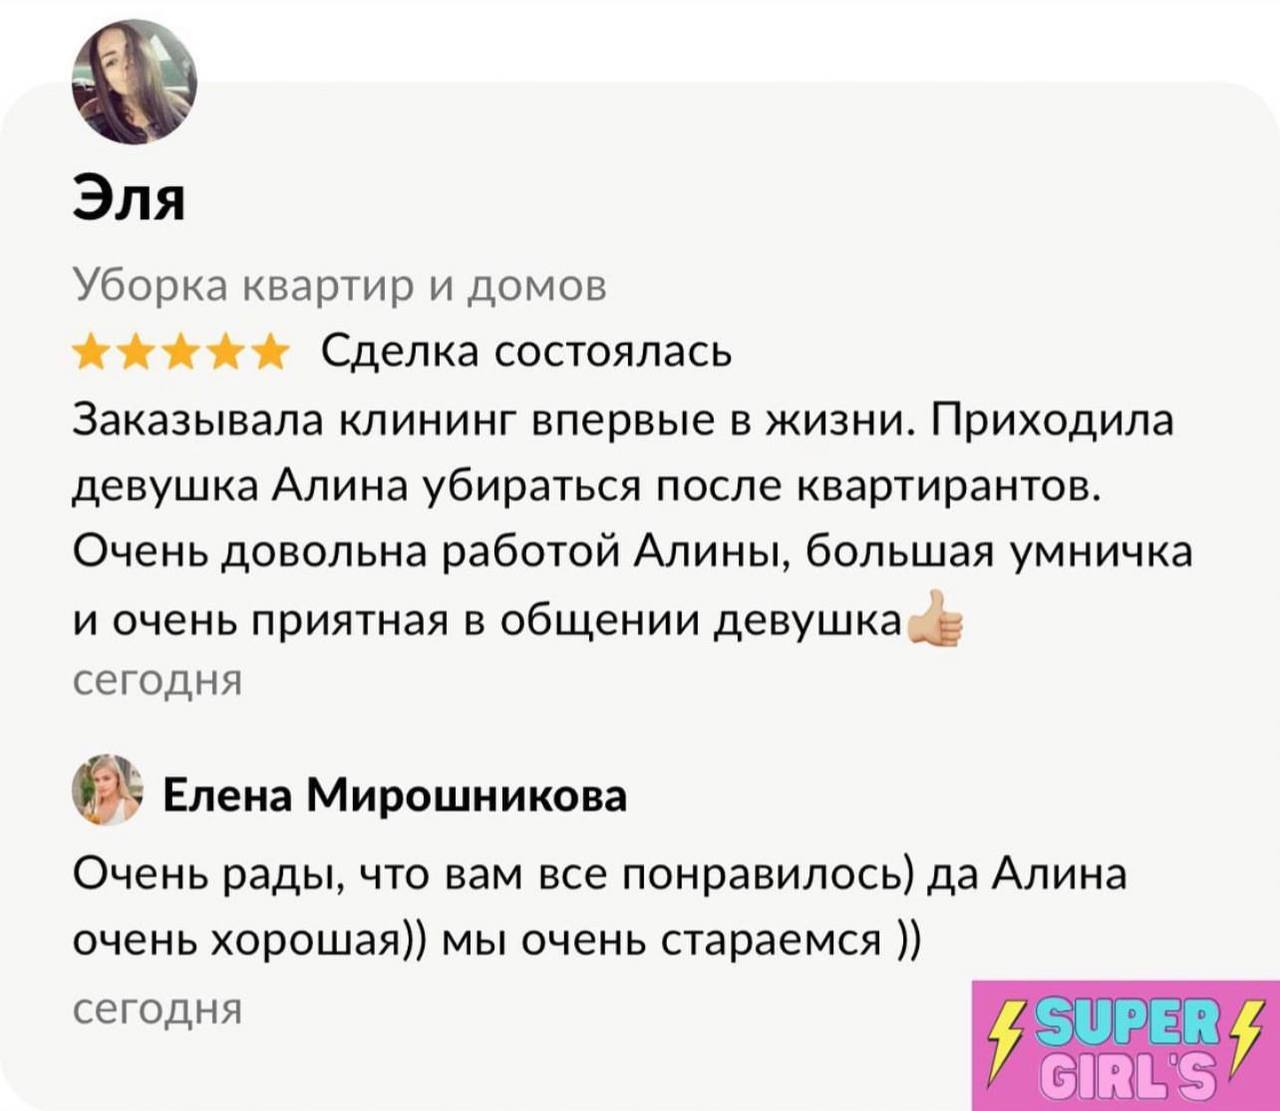 Эля
Уборка квартир и домов
Сделка состоялась
Заказывала клининг впервые в жизни. Приходила
девушка Алина убираться после квартирантов.
Очень довольна работой Алины, большая умничка
и очень приятная в общении девушка👍🏼
сегодня
Елена Мирошникова
Очень рады, что вам все понравилось) да Алина
очень хорошая)) мы очень стараемся ))
сегодня
SUPER
GIRL'S